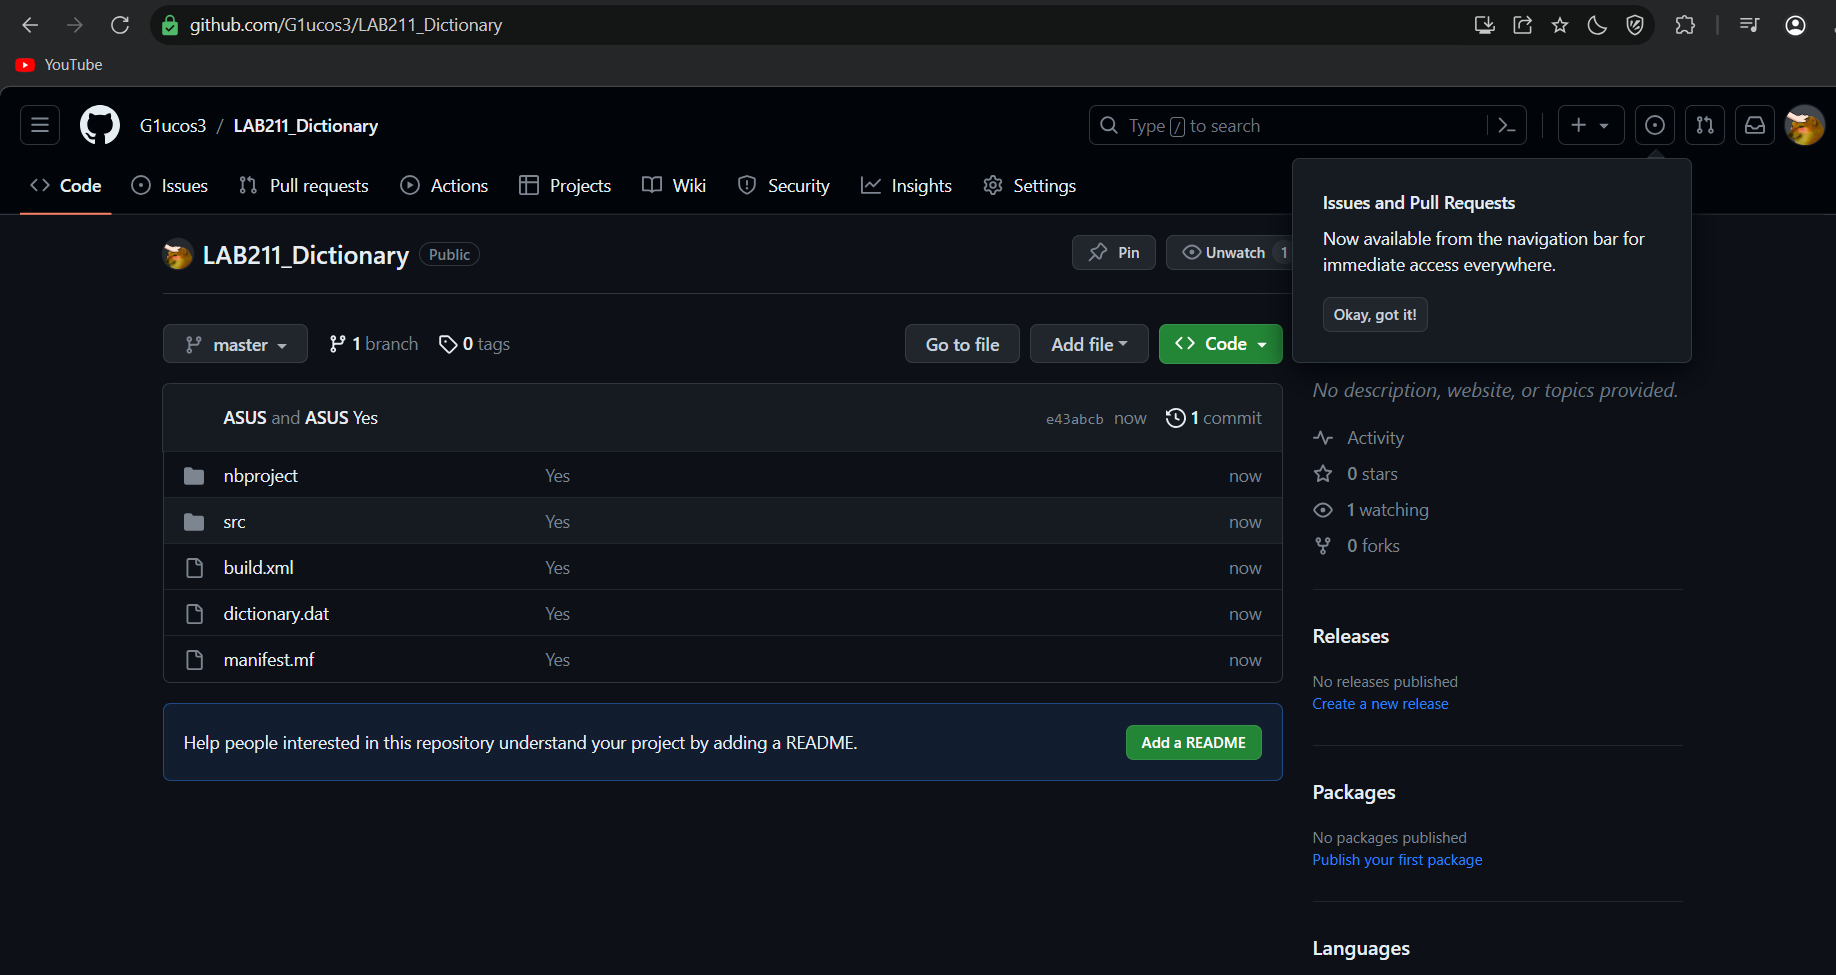 github.com/G1ucos3/LAB211_Dictionary
YouTube
G1ucos3 / LAB211_Dictionary
Type / to search
Code Issues Pull requests Actions Projects Wiki Security Insights Settings
Issues and Pull Requests
Now available from the navigation bar for
immediate access everywhere.
Okay, got it!
LAB211_Dictionary Public
Pin Unwatch 1
master 1 branch 0 tags
Go to file Add file Code
No description, website, or topics provided.
ASUS and ASUS Yes e43abcb now 1 commit
nbproject Yes now
src Yes now
build.xml Yes now
dictionary.dat Yes now
manifest.mf Yes now
Help people interested in this repository understand your project by adding a README. Add a README
Activity
0 stars
1 watching
0 forks
Releases
No releases published
Create a new release
Packages
No packages published
Publish your first package
Languages